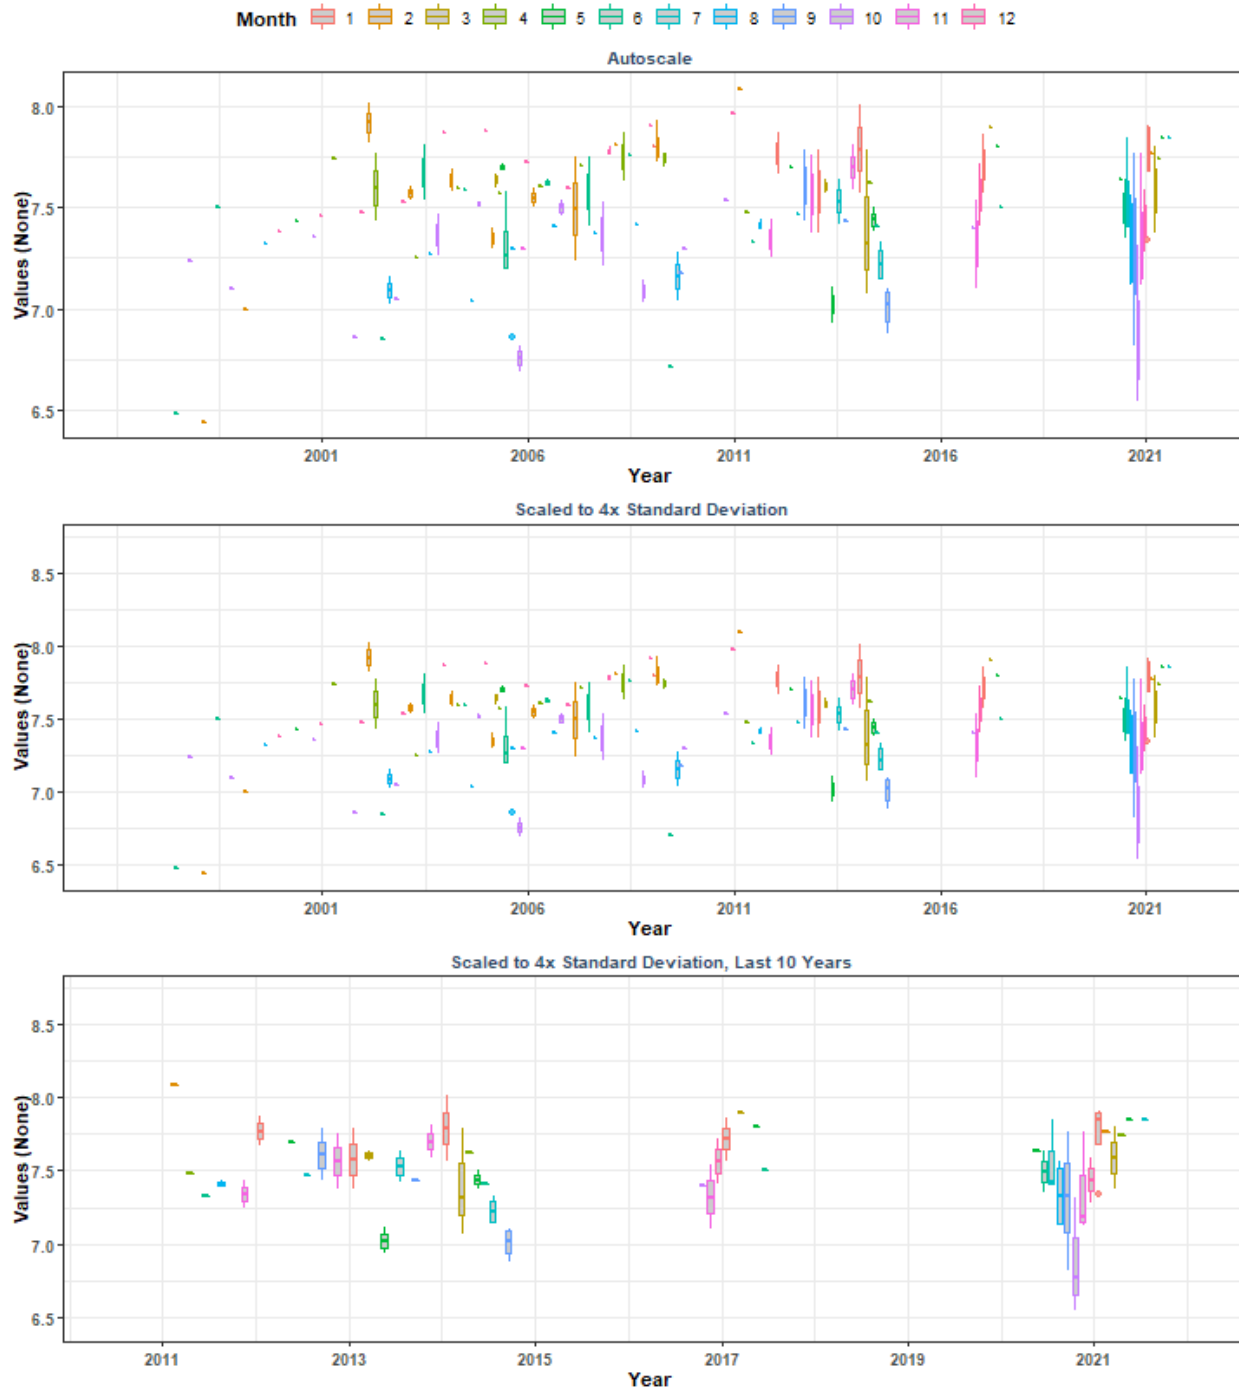 Month 1 2 3 4 5 6 7 8 9 10 11 12
Autoscale
Values (None)
8.0
7.5
7.0
6.5
2001 2006 2011 2016 2021
Year
Scaled to 4x Standard Deviation
Values (None)
8.5
8.0
7.5
7.0
6.5
2001 2006 2011 2016 2021
Year
Scaled to 4x Standard Deviation, Last 10 Years
Values (None)
8.5
8.0
7.5
7.0
6.5
2011 2013 2015 2017 2019 2021
Year